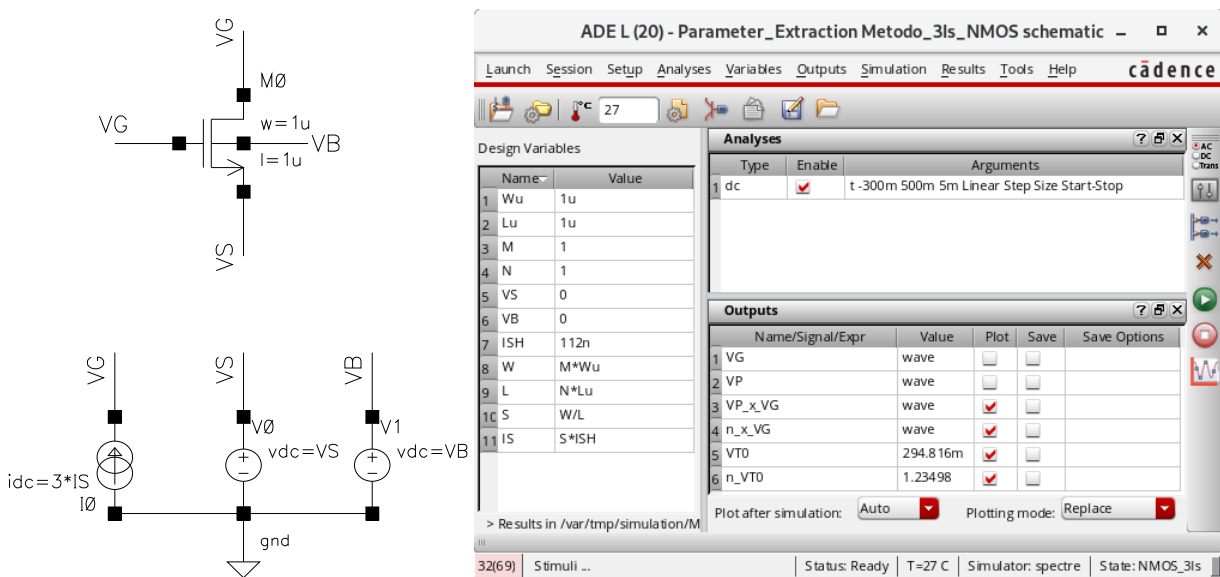 VG
M0
VG
w=1u
VB
l=1u
VS
VG
VS
VB
V0
V1
vdc=VS
vdc=VB
idc=3*IS
I0
gnd
ADE L (20) - Parameter_Extraction Metodo_3Is_NMOS schematic
Launch Session Setup Analyses Variables Outputs Simulation Results Tools Help cādence
°C 27
Design Variables
Name Value
1 Wu 1u
2 Lu 1u
3 M 1
4 N 1
5 VS 0
6 VB 0
7 ISH 112n
8 W M*Wu
9 L N*Lu
10 S W/L
11 IS S*ISH
> Results in /var/tmp/simulation/M
Analyses
Type Enable Arguments
1 dc t -300m 500m 5m Linear Step Size Start-Stop
AC
DC
Trans
Outputs
Name/Signal/Expr Value Plot Save Save Options
1 VG wave
2 VP wave
3 VP_x_VG wave
4 n_x_VG wave
5 VT0 294.816m
6 n_VT0 1.23498
Plot after simulation: Auto Plotting mode: Replace
32(69) Stimuli ... Status: Ready T=27 C Simulator: spectre State: NMOS_3Is